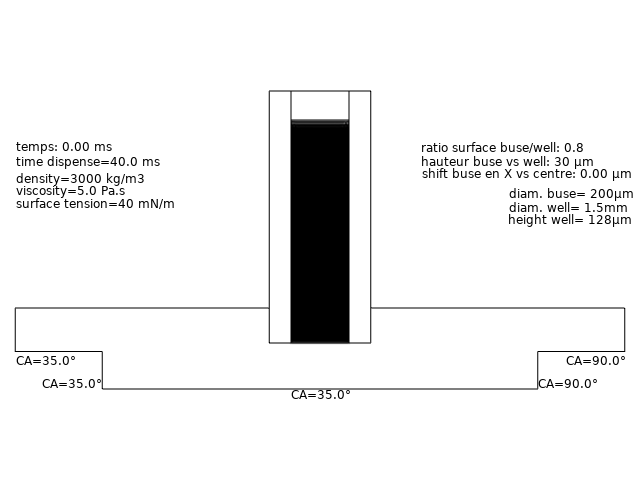 temps: 0.00 ms
time dispense=40.0 ms
density=3000 kg/m3
viscosity=5.0 Pa.s
surface tension=40 mN/m
ratio surface buse/well: 0.8
hauteur buse vs well: 30 µm
shift buse en X vs centre: 0.00 µm
diam. buse= 200µm
diam. well= 1.5mm
height well= 128µm
CA=35.0°
CA=90.0°
CA=35.0°
CA=90.0°
CA=35.0°